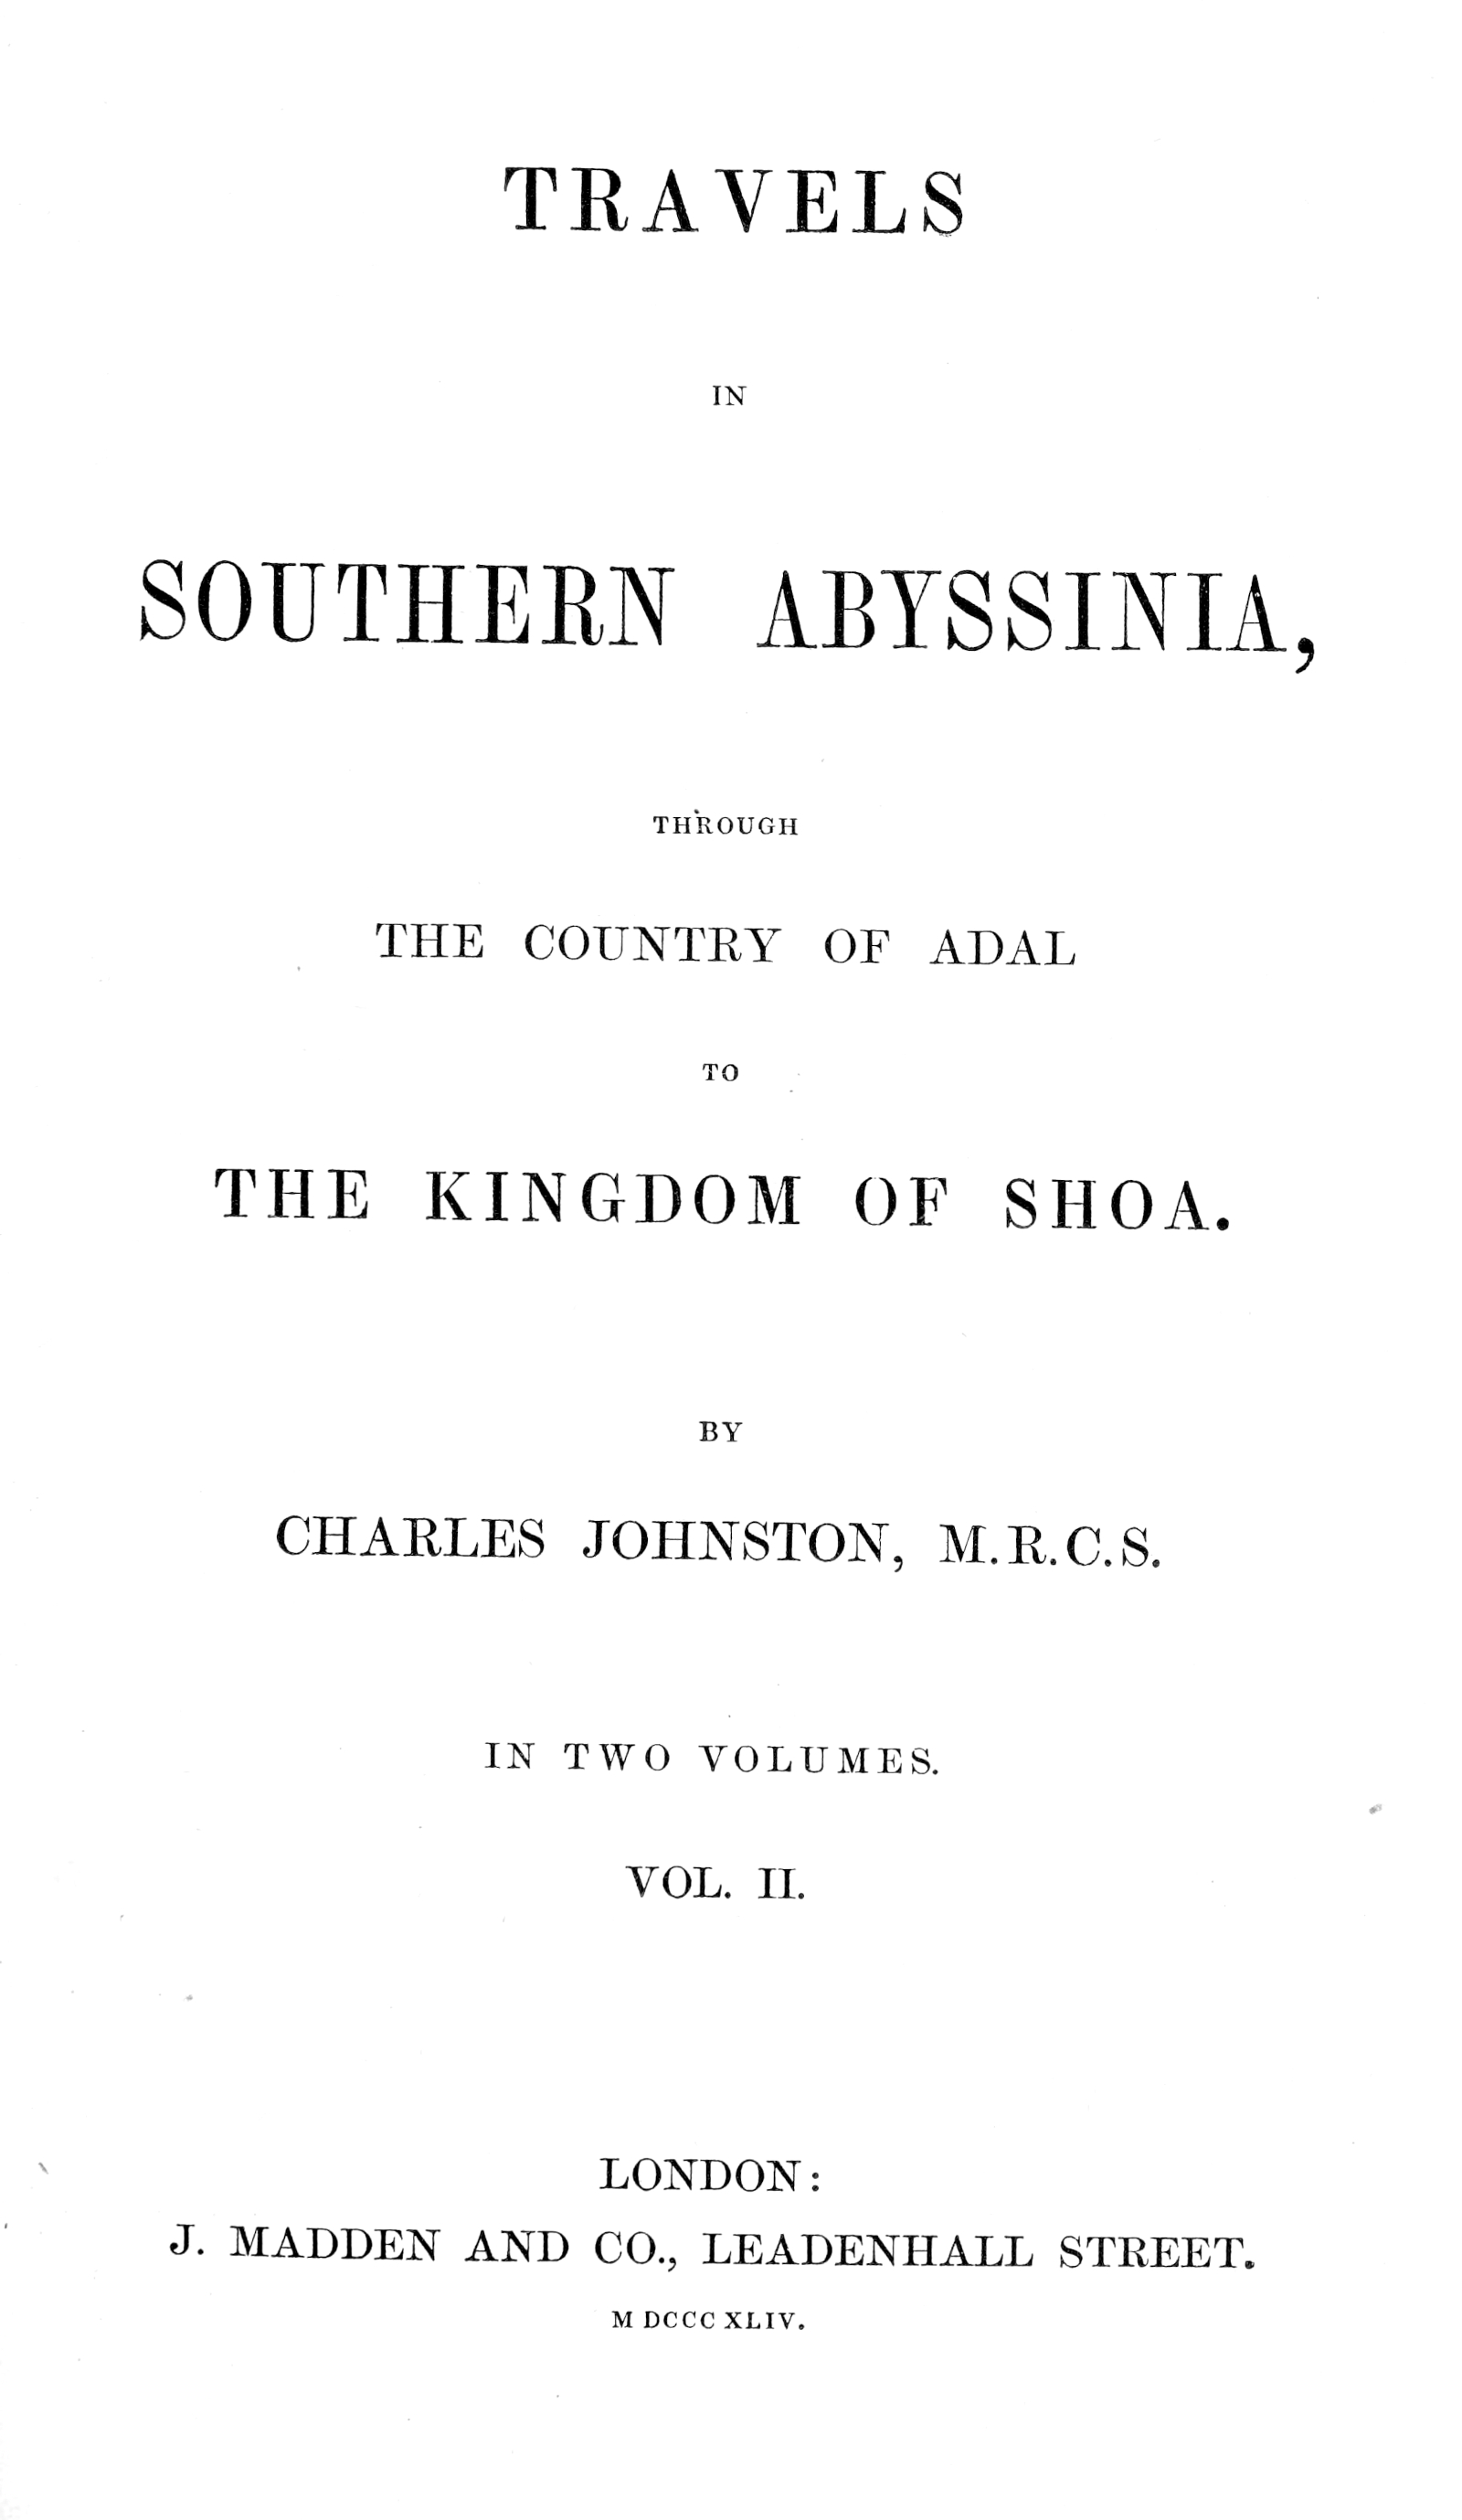 TRAVELS
IN
SOUTHERN ABYSSINIA,
THROUGH
THE COUNTRY OF ADAL
TO
THE KINGDOM OF SHOA.
BY
CHARLES JOHNSTON, M.R.C.S.
IN TWO VOLUMES.
VOL. II.
LONDON:
J. MADDEN AND CO., LEADENHALL STREET.
M DCCC XLIV.